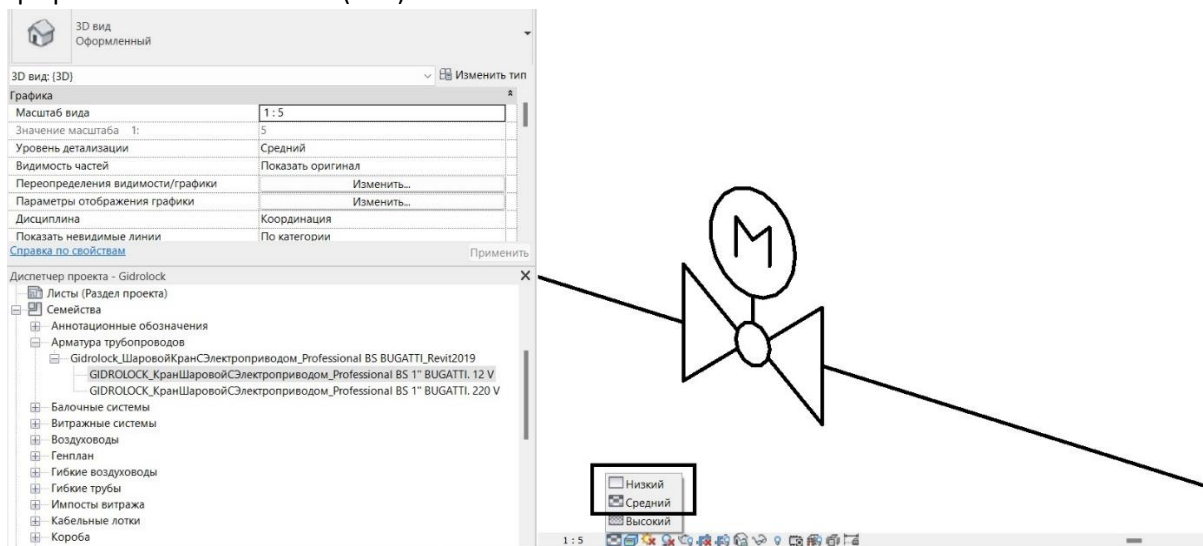 3D вид
Оформленный
3D вид: {3D}
Изменить тип
Графика
Масштаб вида 1 : 5
Значение масштаба 1: 5
Уровень детализации Средний
Видимость частей Показать оригинал
Переопределения видимости/графики Изменить...
Параметры отображения графики Изменить...
Дисциплина Координация
Показать невидимые линии По категории
Справка по свойствам Применить
Диспетчер проекта - Gidrolock
Листы (Раздел проекта)
Семейства
Аннотационные обозначения
Арматура трубопроводов
Gidrolock_ШаровойКранСЭлектроприводом_Professional BS BUGATTI_Revit2019
GIDROLOCK_КранШаровойСЭлектроприводом_Professional BS 1" BUGATTI. 12 V
GIDROLOCK_КранШаровойСЭлектроприводом_Professional BS 1" BUGATTI. 220 V
Балочные системы
Витражные системы
Воздуховоды
Генплан
Гибкие воздуховоды
Гибкие трубы
Импосты витража
Кабельные лотки
Короба
M
Низкий
Средний
Высокий
1 : 5